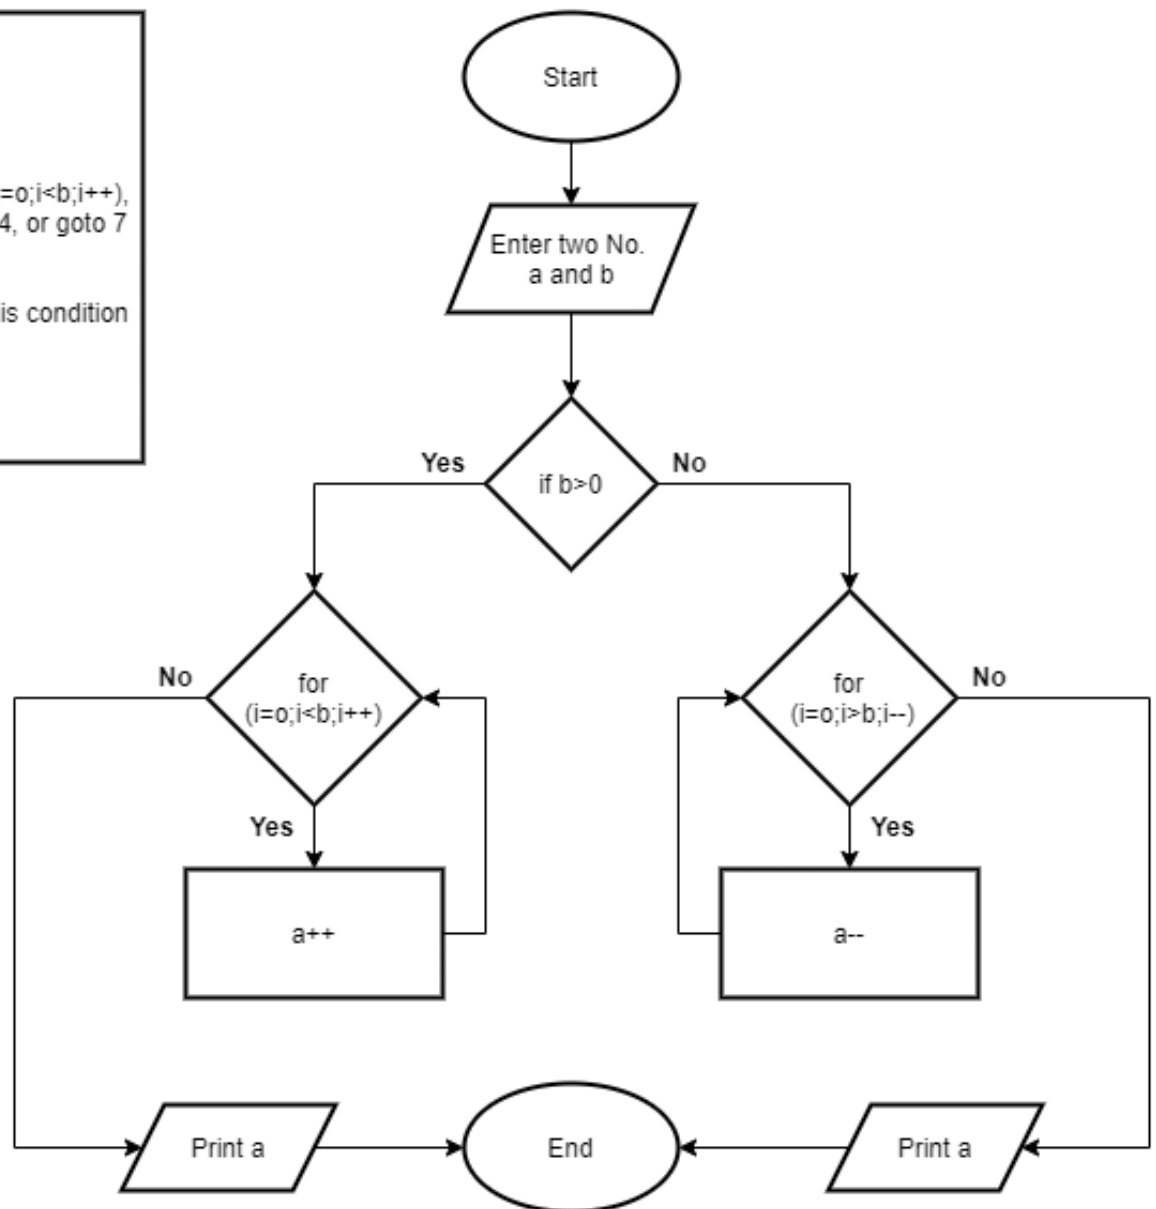 =o;i<b;i++),
4, or goto 7
is condition
Start
Enter two No.
a and b
if b>0
Yes
No
for
(i=o;i<b;i++)
No
Yes
a++
for
(i=o;i>b;i--)
No
Yes
a--
Print a
End
Print a